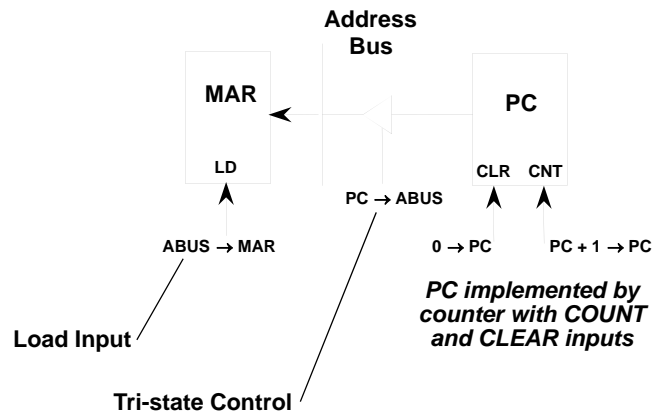 Address
Bus
MAR
PC
LD
CLR CNT
PC → ABUS
ABUS → MAR
0 → PC
PC + 1 → PC
PC implemented by
counter with COUNT
and CLEAR inputs
Load Input
Tri-state Control